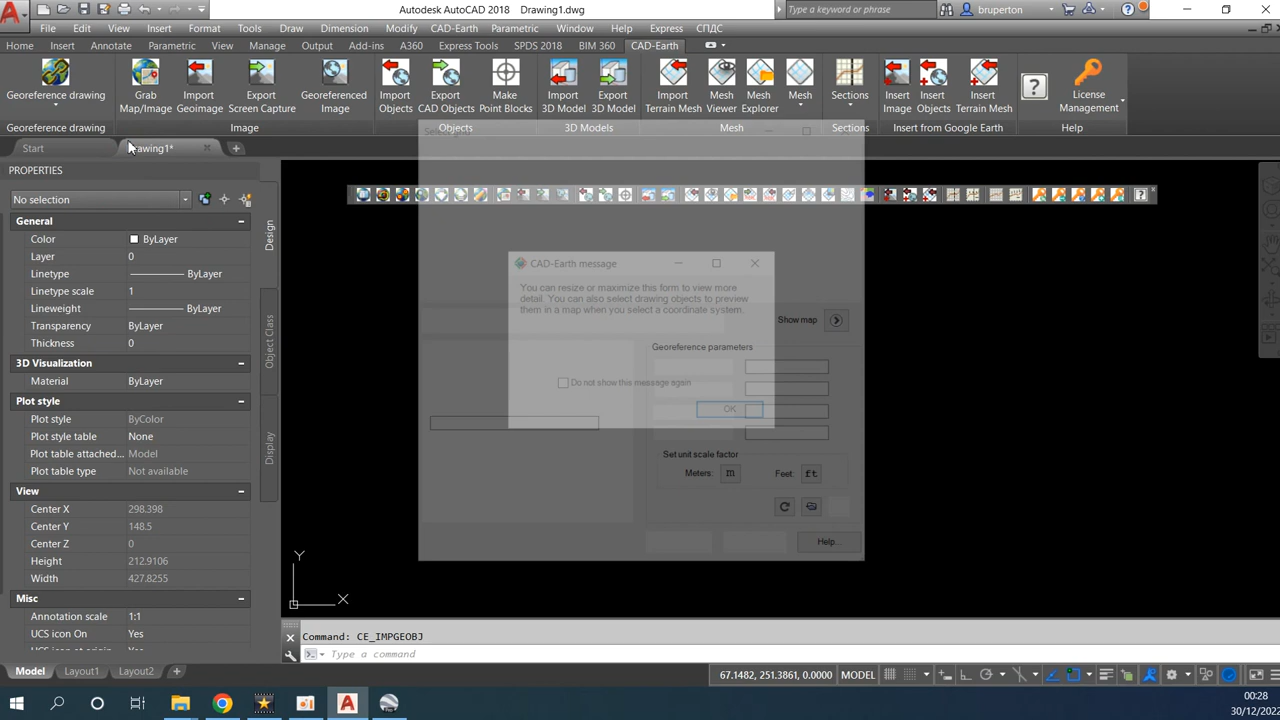 Autodesk AutoCAD 2018 Drawing1.dwg
Type a keyword or phrase
bruperton
File Edit View Insert Format Tools Draw Dimension Modify CAD-Earth Parametric Window Help Express СПДС
Home Insert Annotate Parametric View Manage Output Add-ins A360 Express Tools SPDS 2018 BIM 360 CAD-Earth
Georeference drawing
Grab Map/Image
Import Geoimage
Export Screen Capture
Georeferenced Image
Import Objects
Export CAD Objects
Make Point Blocks
Import 3D Model
Export 3D Model
Import Terrain Mesh
Mesh Viewer
Mesh Explorer
Mesh
Sections
Insert Image
Insert Objects
Insert Terrain Mesh
?
License Management
Georeference drawing Image Objects 3D Models Mesh Sections Insert from Google Earth Help
Start Drawing1*
PROPERTIES
No selection
General
Color ByLayer
Layer 0
Linetype ByLayer
Linetype scale 1
Lineweight ByLayer
Transparency ByLayer
Thickness 0
3D Visualization
Material ByLayer
Plot style
Plot style ByColor
Plot style table None
Plot table attached... Model
Plot table type Not available
View
Center X 298.398
Center Y 148.5
Center Z 0
Height 212.9106
Width 427.8255
Misc
Annotation scale 1:1
UCS icon On Yes
Design
Object Class
Display
CAD-Earth message
You can resize or maximize this form to view more
detail. You can also select drawing objects to preview
them in a map when you select a coordinate system.
Do not show this message again
OK
Show map
Georeference parameters
Set unit scale factor
Meters: m Feet: ft
Help...
Y
X
Command: CE_IMPGEOBJ
Type a command
Model Layout1 Layout2 +
67.1482, 251.3861, 0.0000 MODEL
00:28
30/12/2022